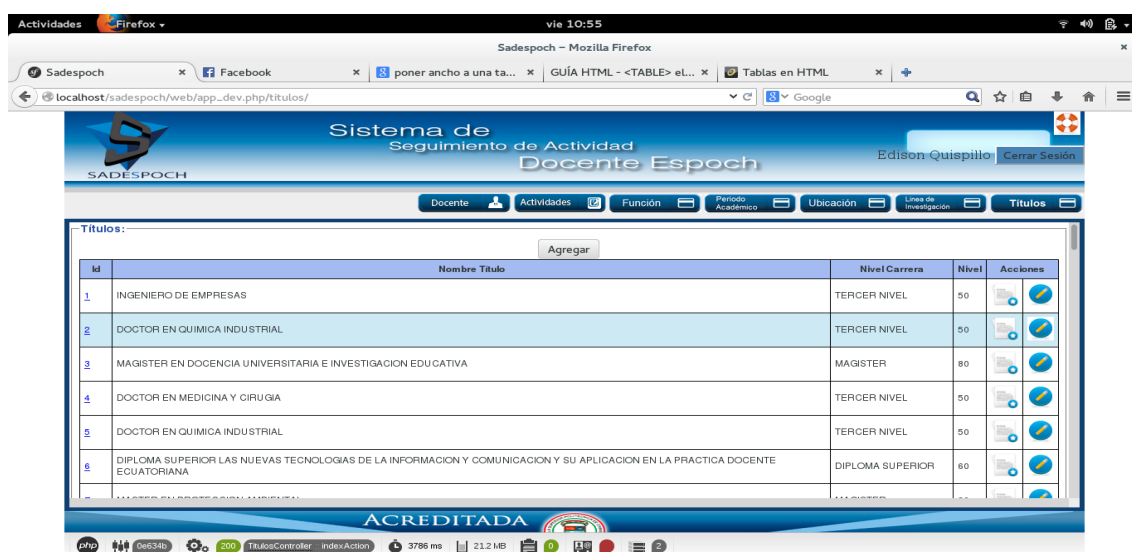 Actividades Firefox vie 10:55
Sadespoch - Mozilla Firefox
Sadespoch Facebook poner ancho a una ta... GUÍA HTML - <TABLE> el... Tablas en HTML
localhost/sadespoch/web/app_dev.php/titulos/ Google
SADESPOCH
Sistema de
Seguimiento de Actividad
Docente Espoch
Edison Quispillo Cerrar Sesión
Docente Actividades Función Periodo Académico Ubicación Linea de Investigación Titulos
Títulos:
Agregar
Id Nombre Título Nivel Carrera Nivel Acciones
1 INGENIERO DE EMPRESAS TERCER NIVEL 50
2 DOCTOR EN QUIMICA INDUSTRIAL TERCER NIVEL 50
3 MAGISTER EN DOCENCIA UNIVERSITARIA E INVESTIGACION EDUCATIVA MAGISTER 80
4 DOCTOR EN MEDICINA Y CIRUGIA TERCER NIVEL 50
5 DOCTOR EN QUIMICA INDUSTRIAL TERCER NIVEL 50
6 DIPLOMA SUPERIOR LAS NUEVAS TECNOLOGIAS DE LA INFORMACION Y COMUNICACION Y SU APLICACION EN LA PRACTICA DOCENTE ECUATORIANA DIPLOMA SUPERIOR 60
ACREDITADA
php 0e634b 200 TitulosController :: indexAction 3786 ms 21.2 MB 0 2